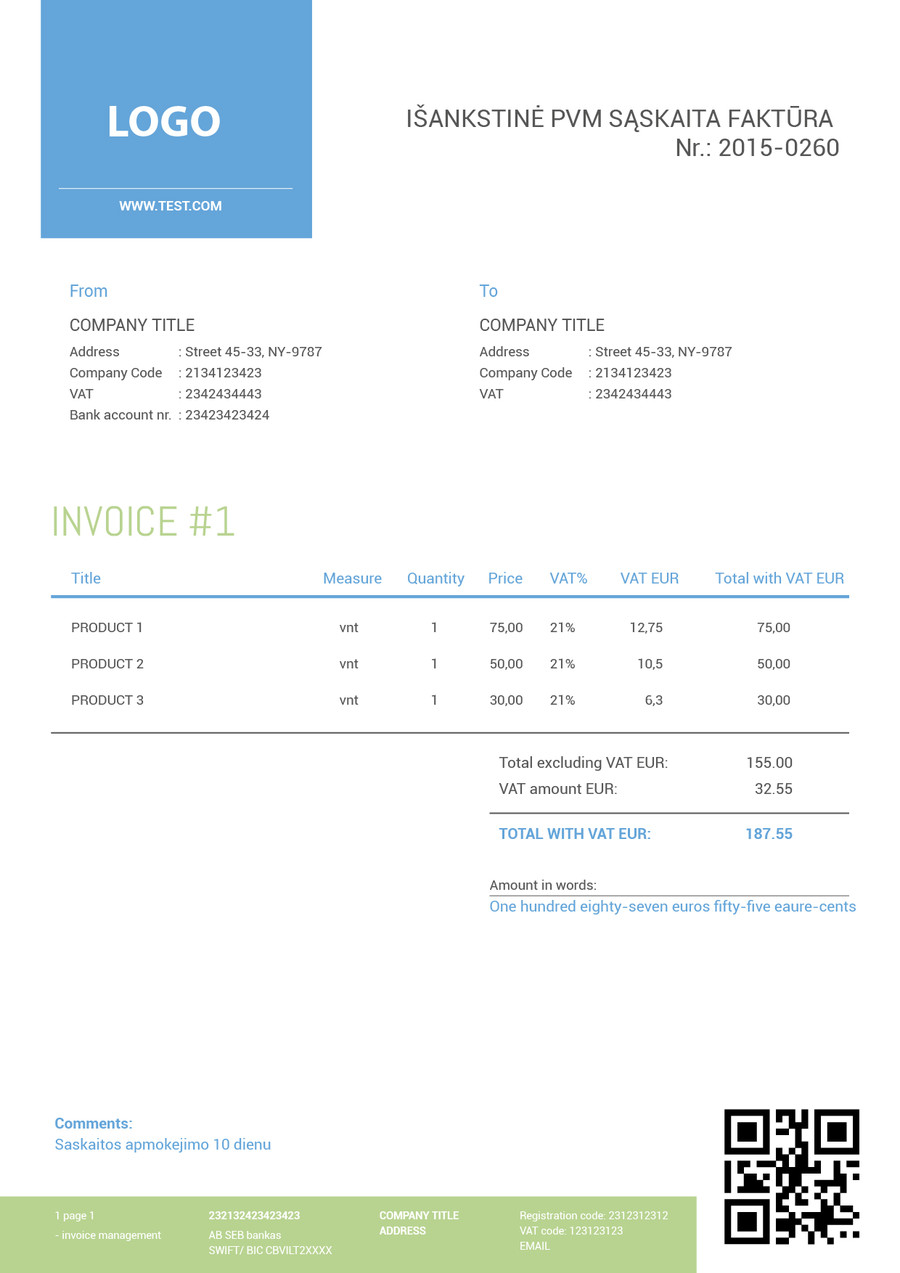 LOGO
WWW.TEST.COM
IŠANKSTINĖ PVM SĄSKAITA FAKTŪRA
Nr.: 2015-0260
From
COMPANY TITLE
Address : Street 45-33, NY-9787
Company Code : 2134123423
VAT : 2342434443
Bank account nr. : 23423423424
To
COMPANY TITLE
Address : Street 45-33, NY-9787
Company Code : 2134123423
VAT : 2342434443
INVOICE #1
Title Measure Quantity Price VAT% VAT EUR Total with VAT EUR
PRODUCT 1 vnt 1 75,00 21% 12,75 75,00
PRODUCT 2 vnt 1 50,00 21% 10,5 50,00
PRODUCT 3 vnt 1 30,00 21% 6,3 30,00
Total excluding VAT EUR: 155.00
VAT amount EUR: 32.55
TOTAL WITH VAT EUR: 187.55
Amount in words:
One hundred eighty-seven euros fifty-five eaure-cents
Comments:
Saskaitos apmokejimo 10 dienu
1 page 1
- invoice management
232132423423423
AB SEB bankas
SWIFT/ BIC CBVILT2XXXX
COMPANY TITLE
ADDRESS
Registration code: 2312312312
VAT code: 123123123
EMAIL